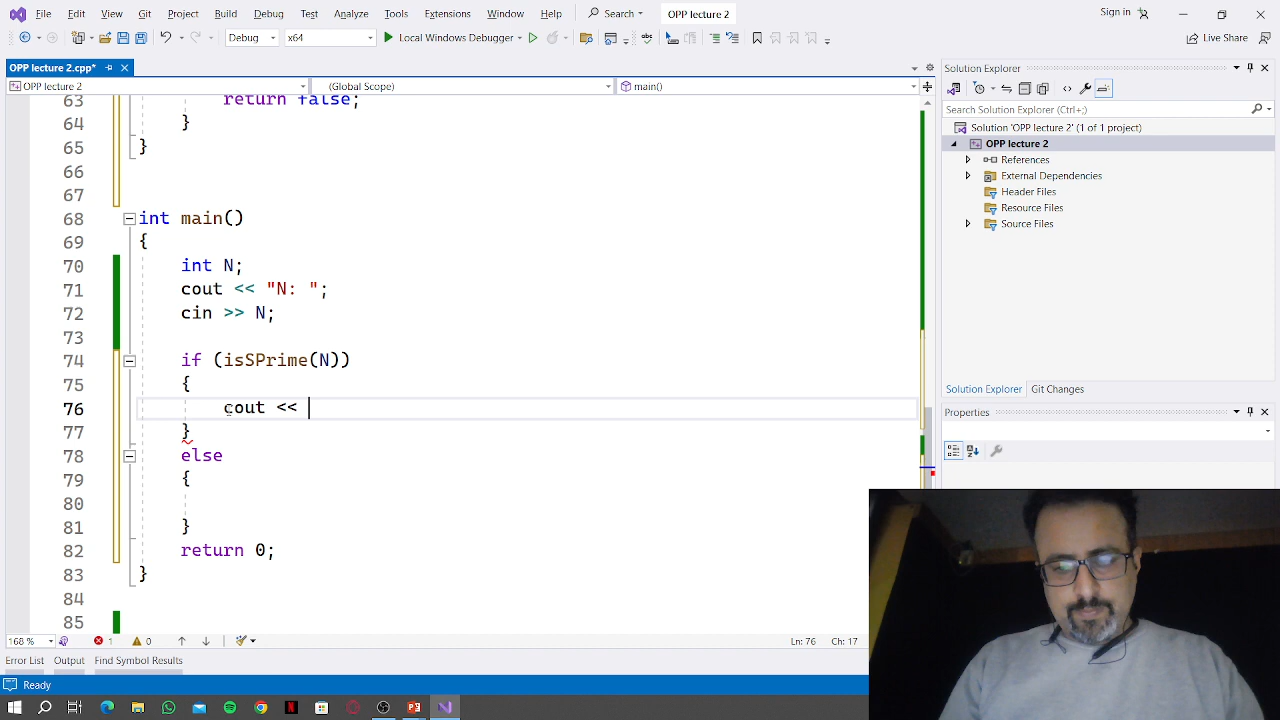 File Edit View Git Project Build Debug Test Analyze Tools Extensions Window Help Search OPP lecture 2 Sign in
Debug x64 Local Windows Debugger Live Share
OPP lecture 2.cpp*
OPP lecture 2 (Global Scope) main()
63 return false;
64 }
65 }
66
67
68 int main()
69 {
70 int N;
71 cout << "N: ";
72 cin >> N;
73
74 if (isSPrime(N))
75 {
76 cout <<
77 }
78 else
79 {
80
81 }
82 return 0;
83 }
84
85
168 % 1 0 Ln: 76 Ch: 17
Error List Output Find Symbol Results
Ready
Solution Explorer
Search Solution Explorer (Ctrl+;)
Solution 'OPP lecture 2' (1 of 1 project)
OPP lecture 2
References
External Dependencies
Header Files
Resource Files
Source Files
Solution Explorer Git Changes
Properties